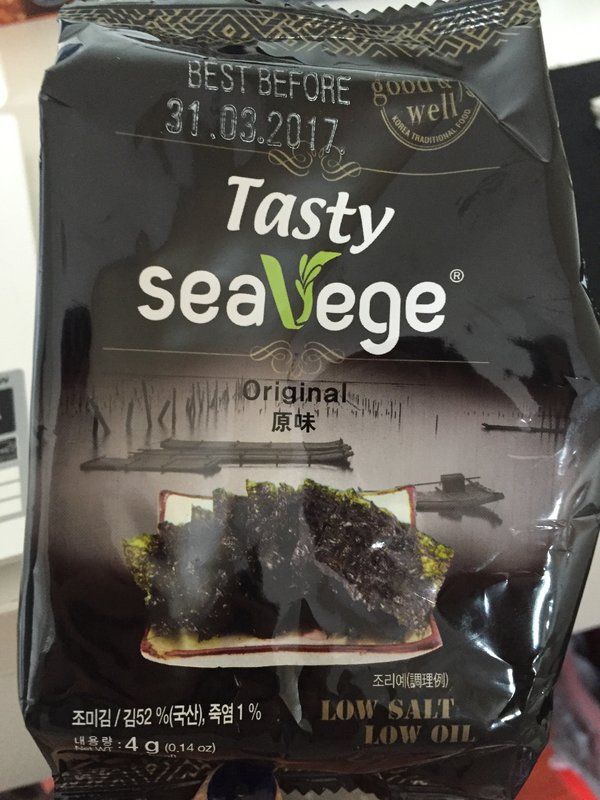 BEST BEFORE
31.03.2017
good &
well
KOREA TRADITIONAL FOOD
Tasty
seaVege®
Original
原味
조리예(調理例)
조미김 / 김52 %(국산), 죽염1 %
LOW SALT
LOW OIL
내용량 : 4 g (0.14 oz)